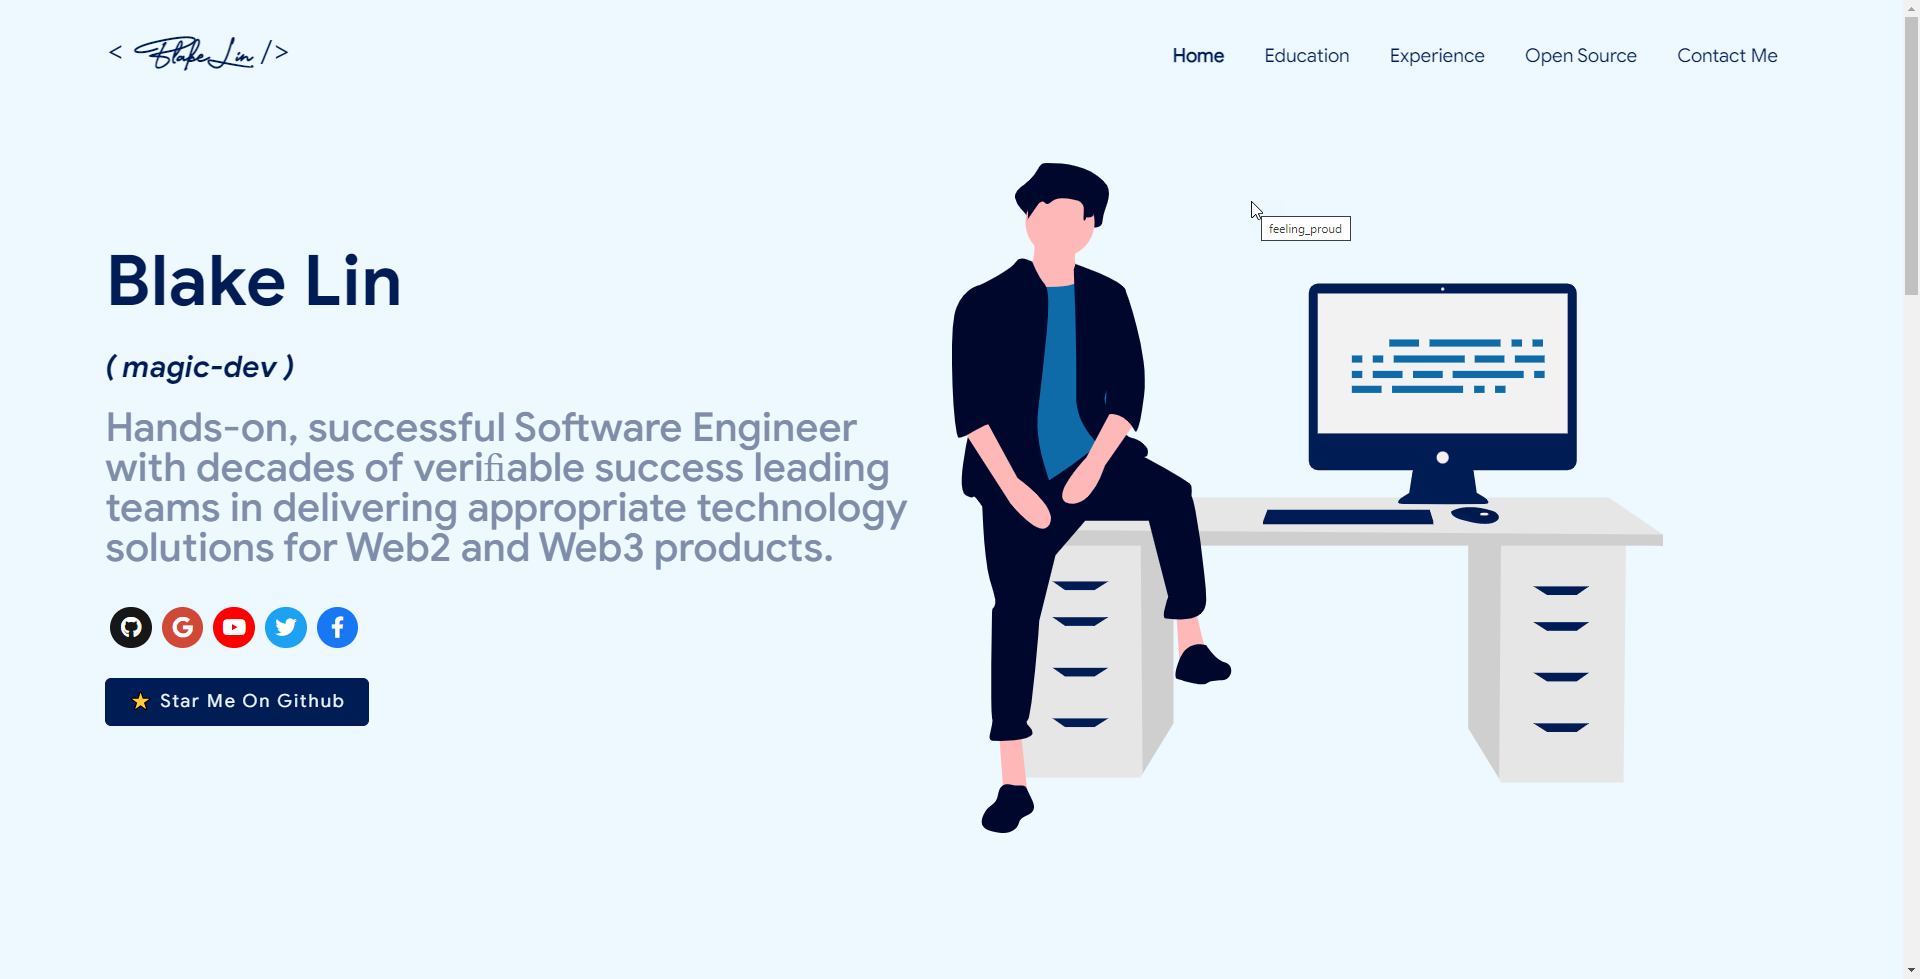 < Blake Lin />
Home Education Experience Open Source Contact Me
feeling_proud
Blake Lin
( magic-dev )
Hands-on, successful Software Engineer
with decades of verifiable success leading
teams in delivering appropriate technology
solutions for Web2 and Web3 products.
Star Me On Github